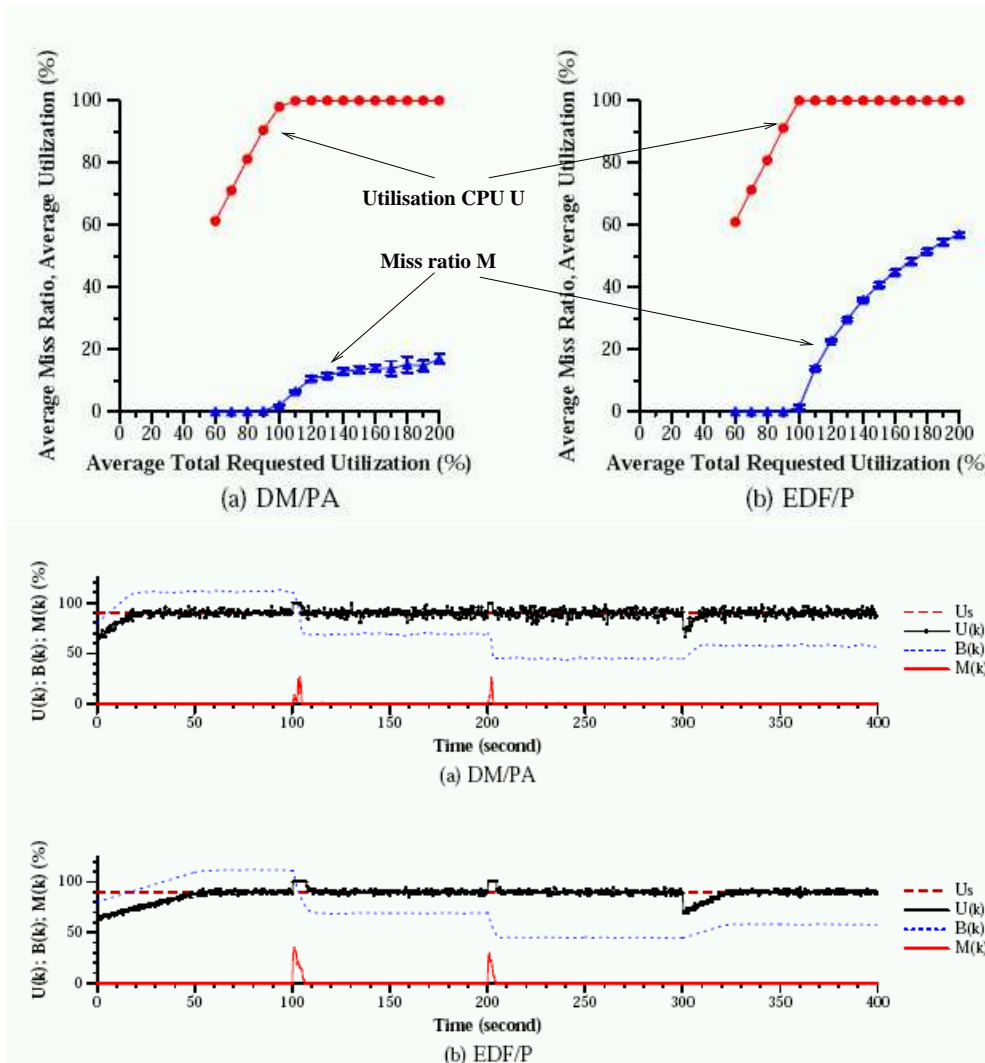 Average Miss Ratio, Average Utilization (%)
100
80
60
40
20
0
0 20 40 60 80 100 120 140 160 180 200
Average Total Requested Utilization (%)
(a) DM/PA
Utilisation CPU U
Miss ratio M
Average Miss Ratio, Average Utilization (%)
100
80
60
40
20
0
0 20 40 60 80 100 120 140 160 180 200
Average Total Requested Utilization (%)
(b) EDF/P
U(k); B(k); M(k) (%)
100
50
0
0 50 100 150 200 250 300 350 400
Time (second)
(a) DM/PA
Us
U(k)
B(k)
M(k)
U(k); B(k); M(k) (%)
100
50
0
0 50 100 150 200 250 300 350 400
Time (second)
(b) EDF/P
Us
U(k)
B(k)
M(k)